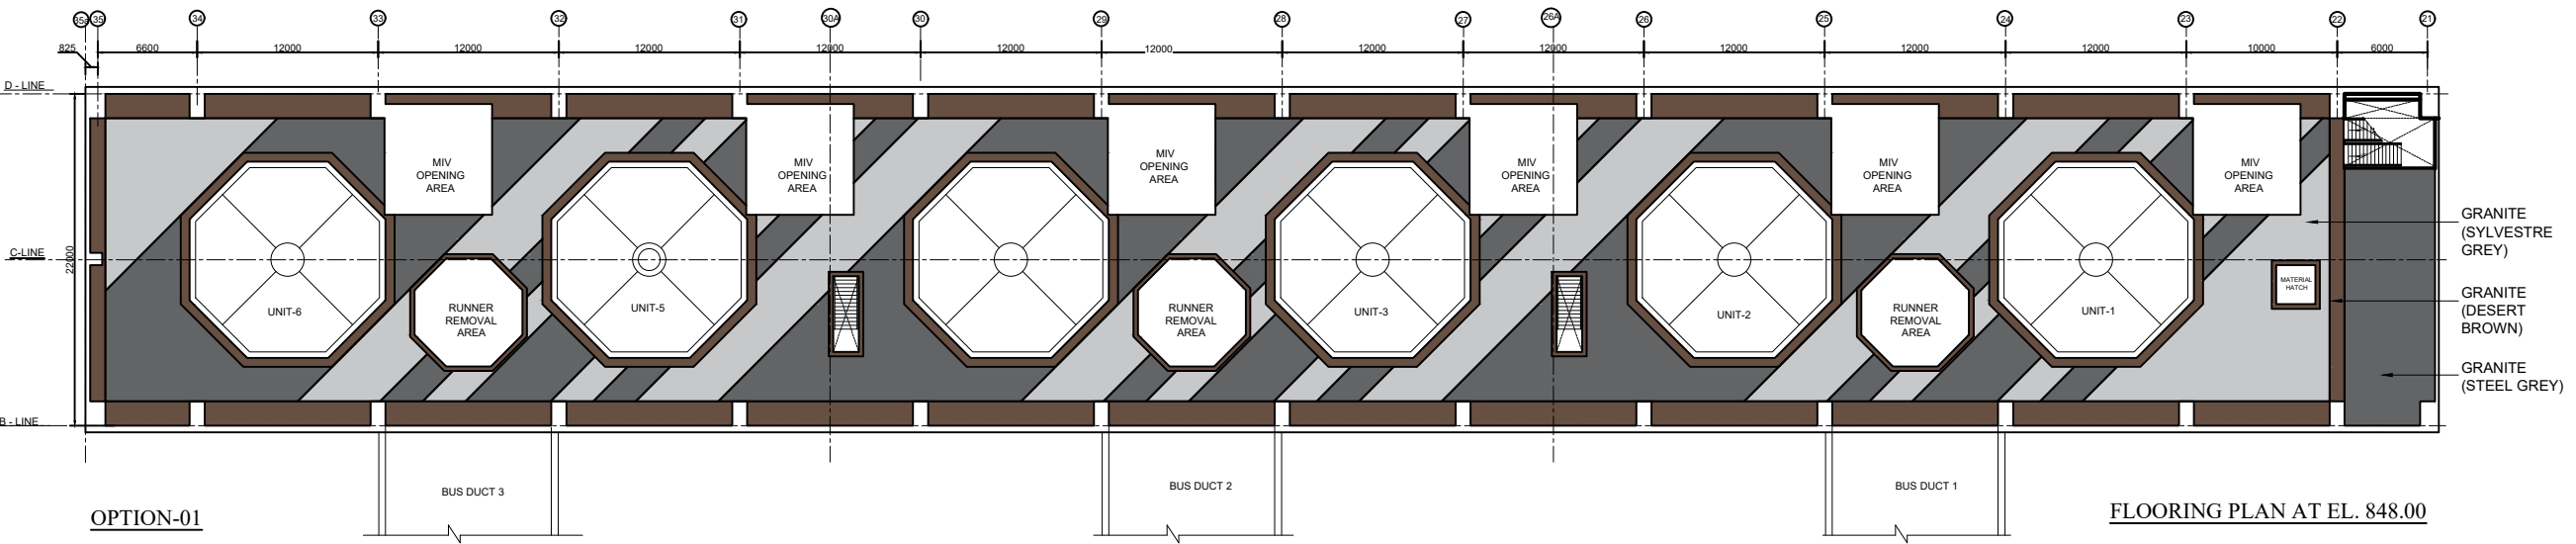 35a 35 34 33 32 31 30A 30 29 28 27 26A 26 25 24 23 22 21
825 6600 12000 12000 12000 12000 12000 12000 12000 12000 12000 12000 12000 10000 6000
D - LINE
C-LINE
B - LINE
22000
MIV
OPENING
AREA
MIV
OPENING
AREA
MIV
OPENING
AREA
MIV
OPENING
AREA
MIV
OPENING
AREA
MIV
OPENING
AREA
UNIT-6
RUNNER
REMOVAL
AREA
UNIT-5
RUNNER
REMOVAL
AREA
UNIT-3
UNIT-2
RUNNER
REMOVAL
AREA
UNIT-1
MATERIAL
HATCH
GRANITE
(SYLVESTRE
GREY)
GRANITE
(DESERT
BROWN)
GRANITE
(STEEL GREY)
BUS DUCT 3
BUS DUCT 2
BUS DUCT 1
OPTION-01
FLOORING PLAN AT EL. 848.00